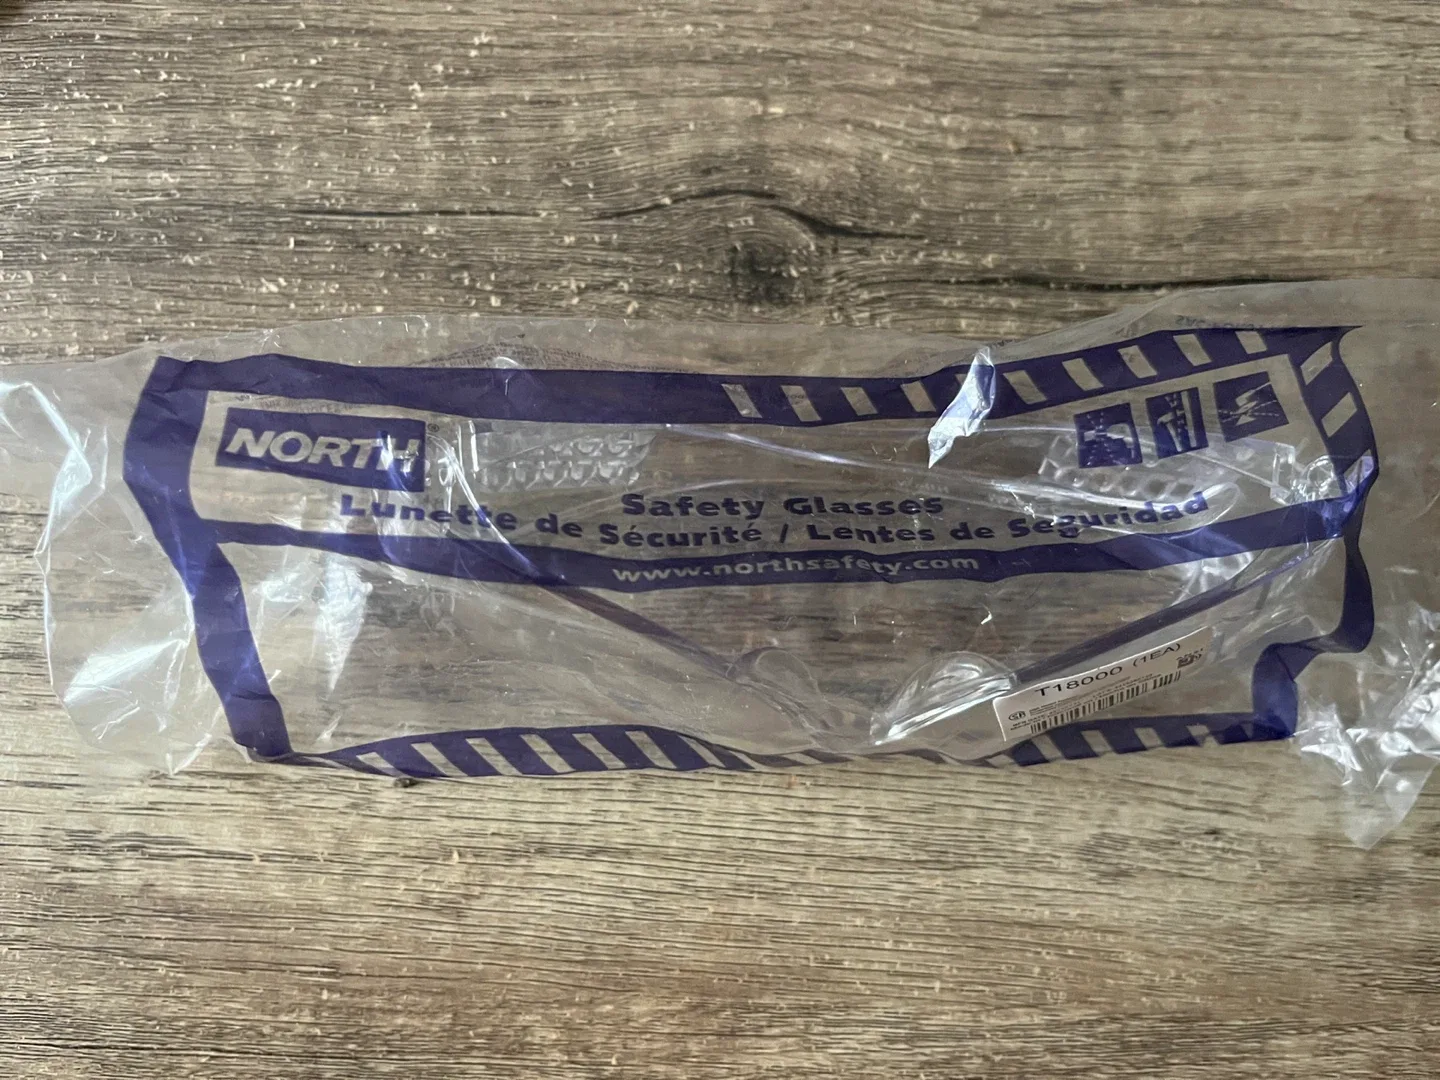 NORTH®
Safety Glasses
Lunette de Sécurité / Lentes de Seguridad
www.northsafety.com
T18000 (1EA)